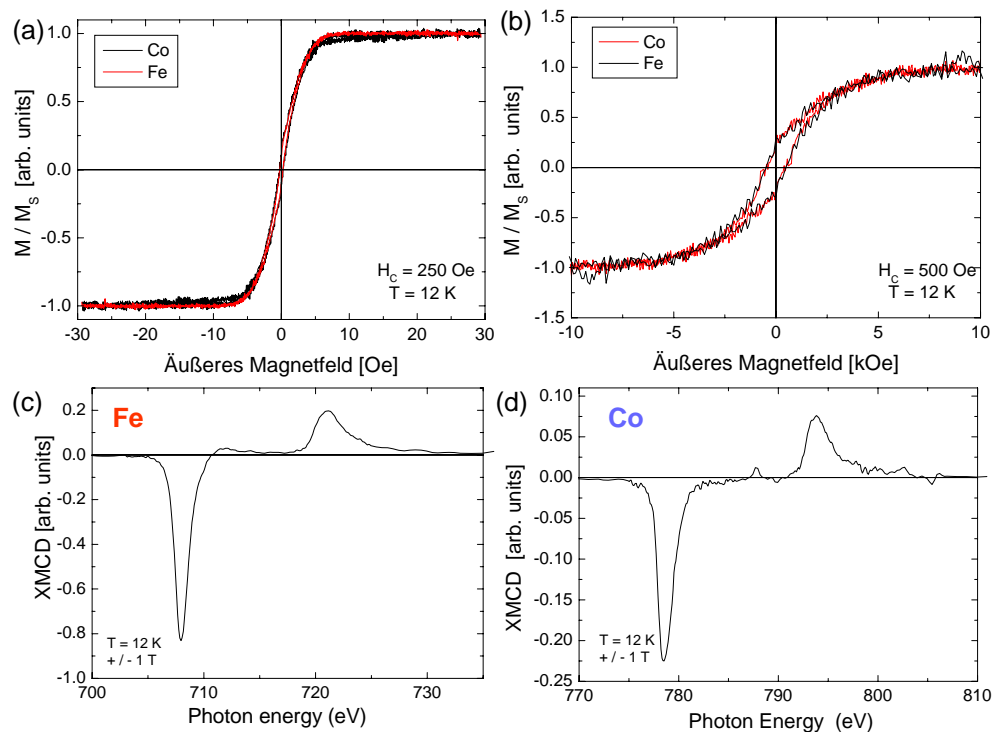 (a)
1.0
0.5
0.0
-0.5
-1.0
M / M_S [arb. units]
Co
Fe
H_C = 250 Oe
T = 12 K
-30 -20 -10 0 10 20 30
Äußeres Magnetfeld [Oe]
(b)
1.5
1.0
0.5
0.0
-0.5
-1.0
-1.5
M / M_S [arb. units]
Co
Fe
H_C = 500 Oe
T = 12 K
-10 -5 0 5 10
Äußeres Magnetfeld [kOe]
(c)
Fe
0.2
0.0
-0.2
-0.4
-0.6
-0.8
-1.0
XMCD [arb. units]
T = 12 K
+ / - 1 T
700 710 720 730
Photon energy (eV)
(d)
Co
0.10
0.05
0.00
-0.05
-0.10
-0.15
-0.20
-0.25
XMCD [arb. units]
T = 12 K
+ / - 1 T
770 780 790 800 810
Photon Energy (eV)